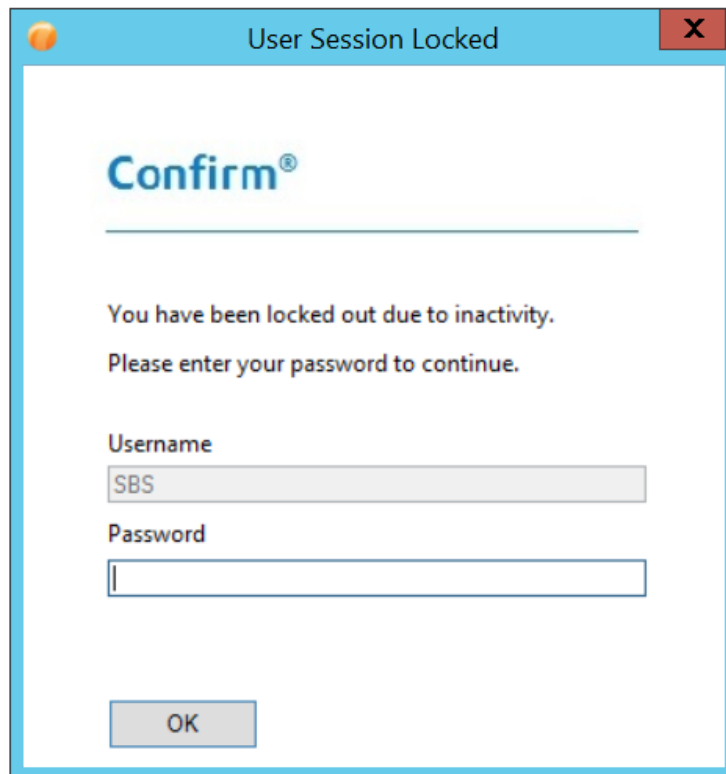 User Session Locked
X
Confirm®
You have been locked out due to inactivity.
Please enter your password to continue.
Username
SBS
Password
OK